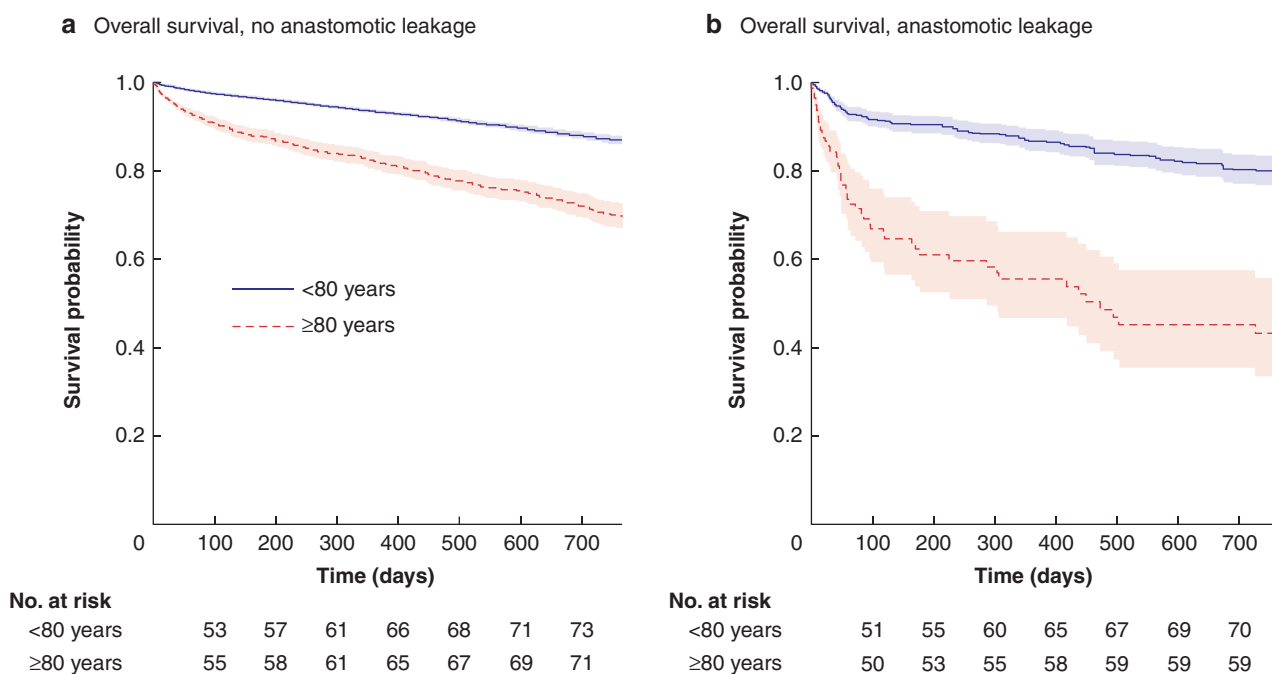 a Overall survival, no anastomotic leakage
1.0
0.8
0.6
0.4
0.2
Survival probability
<80 years
≥80 years
0 100 200 300 400 500 600 700
Time (days)
No. at risk
<80 years 53 57 61 66 68 71 73
≥80 years 55 58 61 65 67 69 71
b Overall survival, anastomotic leakage
1.0
0.8
0.6
0.4
0.2
Survival probability
0 100 200 300 400 500 600 700
Time (days)
No. at risk
<80 years 51 55 60 65 67 69 70
≥80 years 50 53 55 58 59 59 59